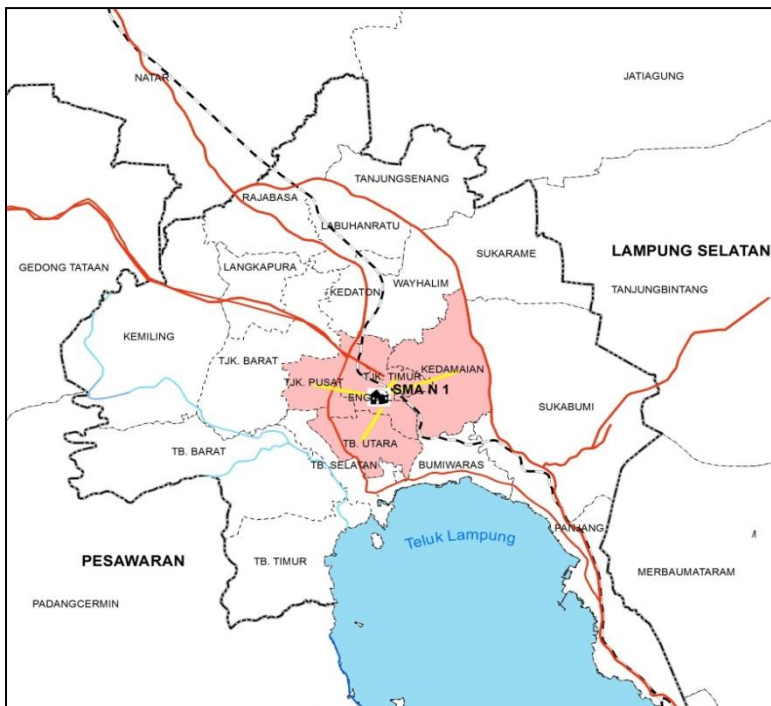 NATAR
JATIAGUNG
TANJUNGSENANG
RAJABASA
LABUHANRATU
SUKARAME
LAMPUNG SELATAN
GEDONG TATAAN
LANGKAPURA
WAYHALIM
TANJUNGBINTANG
KEDATON
KEMILING
TJK. BARAT
TJK. TIMUR
KEDAMAIAN
TJK. PUSAT
SMA N 1
ENG
SUKABUMI
TB. UTARA
TB. BARAT
TB. SELATAN
BUMIWARAS
PANJANG
Teluk Lampung
PESAWARAN
TB. TIMUR
MERBAUMATARAM
PADANGCERMIN